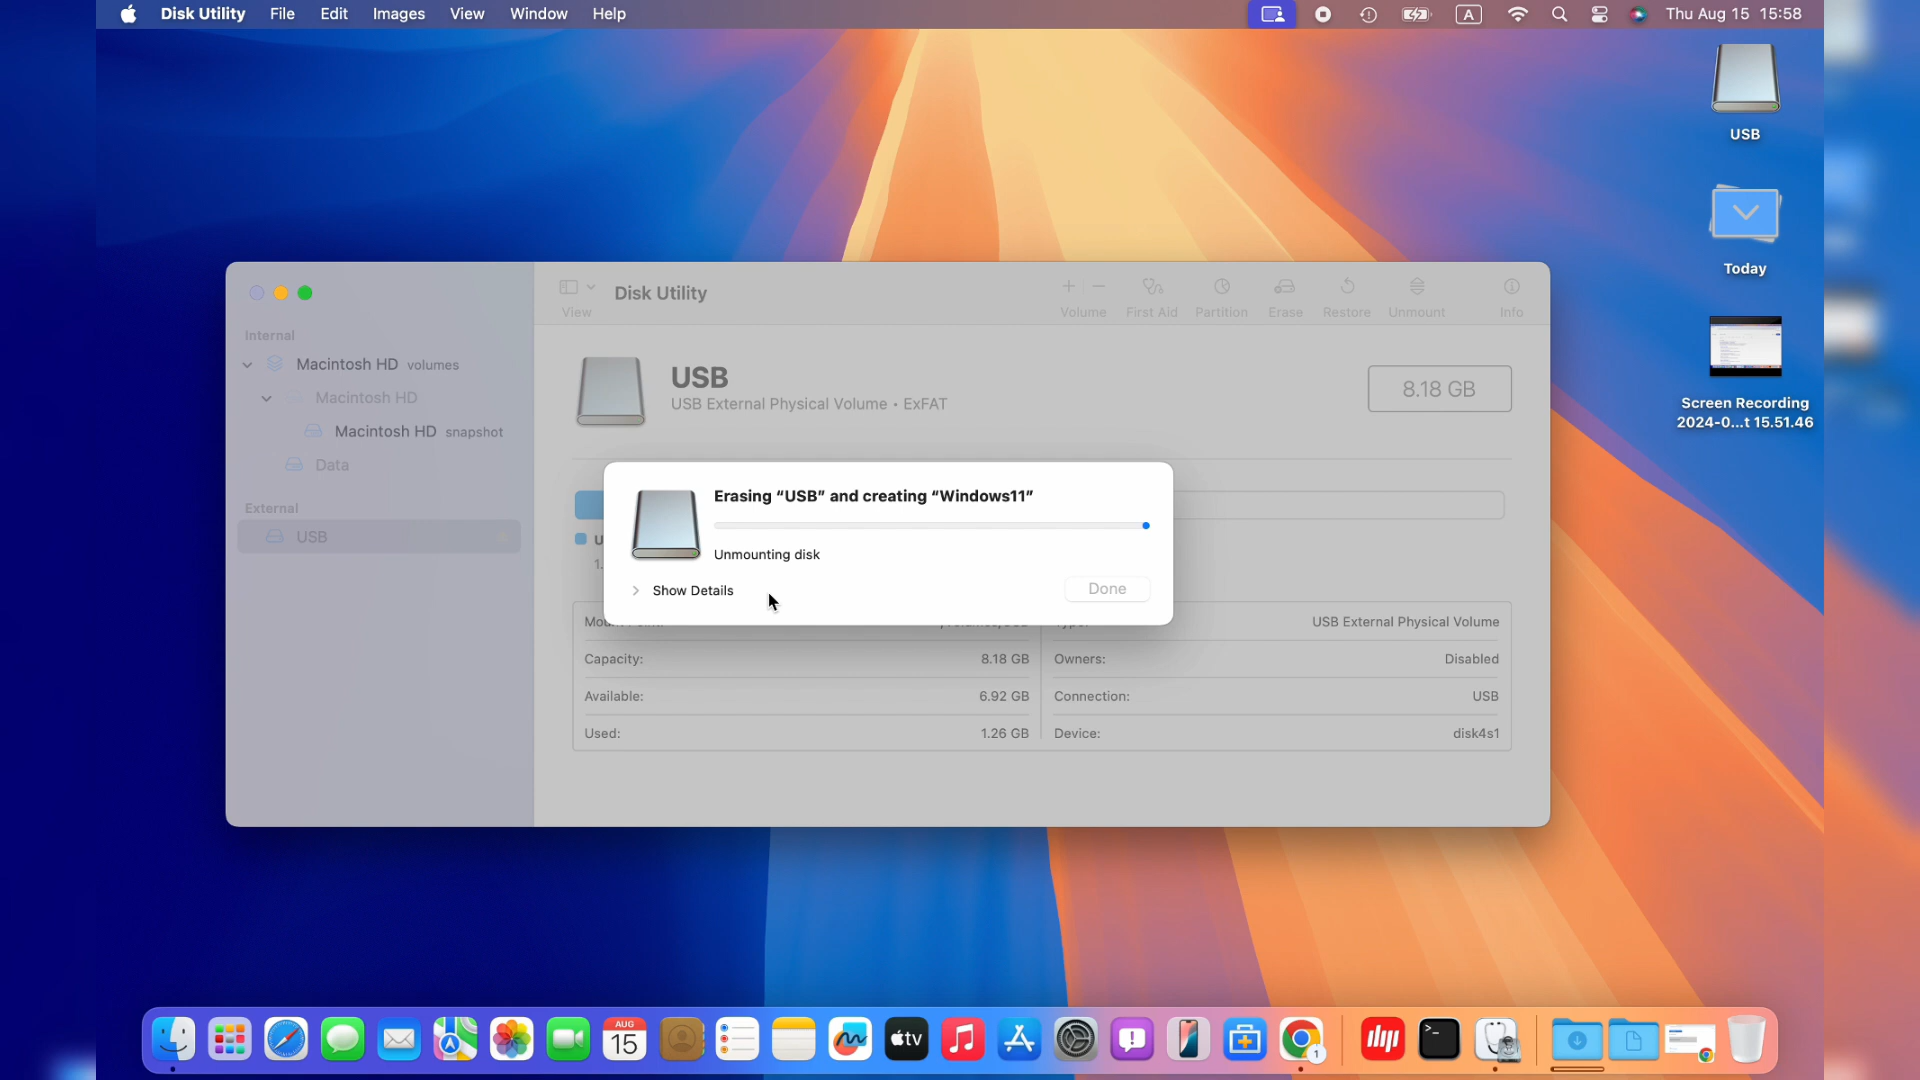 Disk Utility File Edit Images View Window Help
A
Thu Aug 15 15:58
USB
Today
Screen Recording
2024-0...t 15.51.46
Disk Utility
View
Volume First Aid Partition Erase Restore Unmount Info
Internal
Macintosh HD volumes
Macintosh HD
Macintosh HD snapshot
Data
External
USB
USB
USB External Physical Volume • ExFAT
8.18 GB
Erasing “USB” and creating “Windows11”
Unmounting disk
Show Details
Done
USB External Physical Volume
Capacity: 8.18 GB
Owners: Disabled
Available: 6.92 GB
Connection: USB
Used: 1.26 GB
Device: disk4s1
AUG
15
tv
1